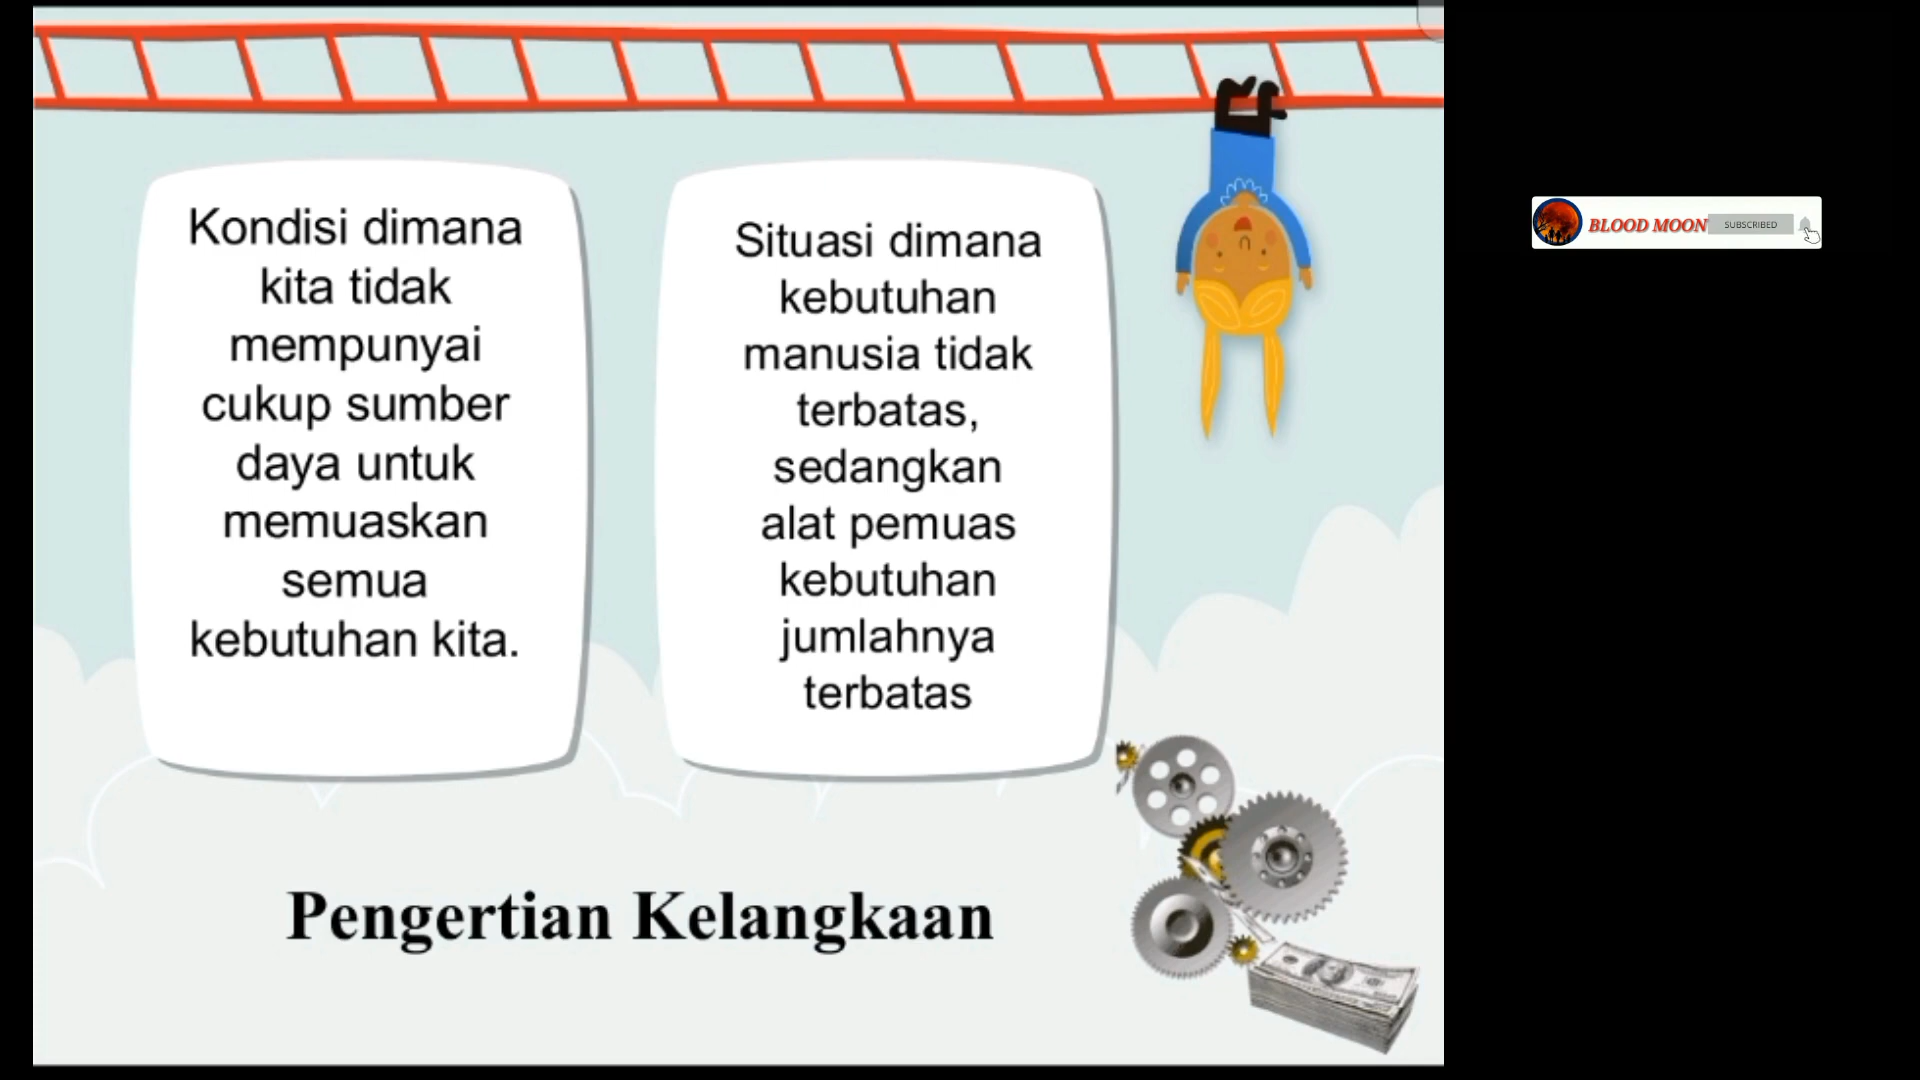 Kondisi dimana
kita tidak
mempunyai
cukup sumber
daya untuk
memuaskan
semua
kebutuhan kita.
Situasi dimana
kebutuhan
manusia tidak
terbatas,
sedangkan
alat pemuas
kebutuhan
jumlahnya
terbatas
Pengertian Kelangkaan
BLOOD MOON
SUBSCRIBED